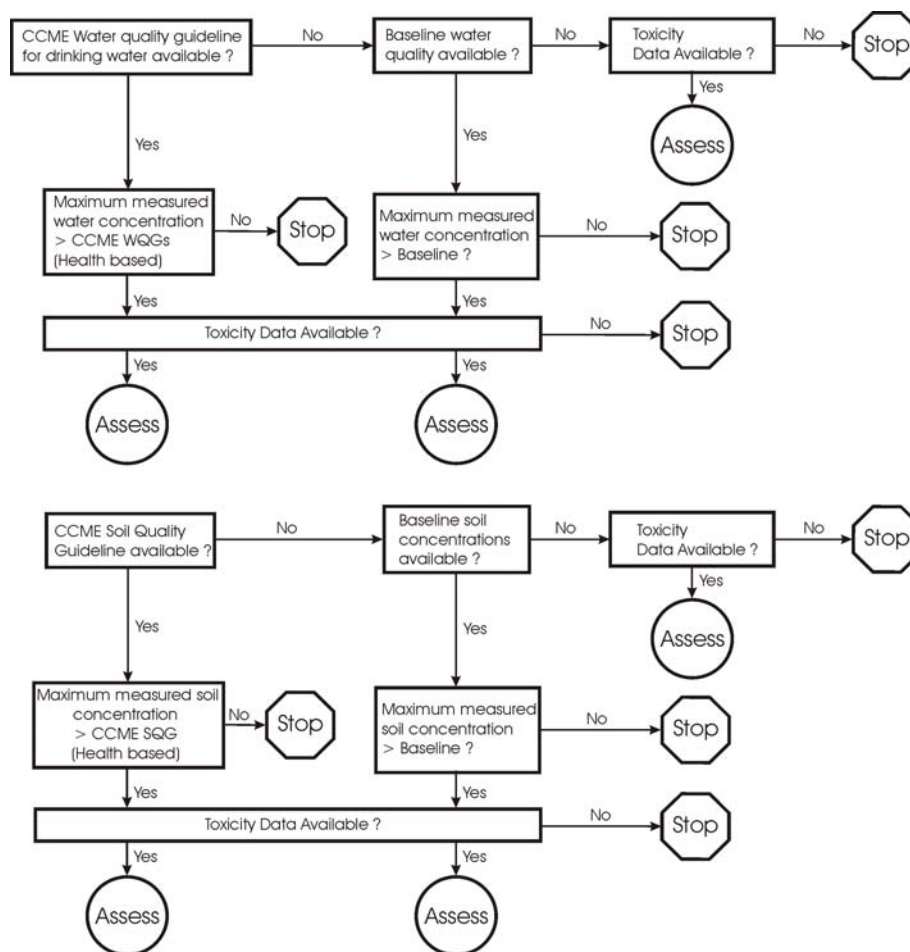 CCME Water quality guideline
for drinking water available ?
No
Baseline water
quality available ?
No
Toxicity
Data Available ?
No
Stop
Yes
Yes
Yes
Assess
Maximum measured
water concentration
> CCME WQGs
(Health based)
No
Stop
Maximum measured
water concentration
> Baseline ?
No
Stop
Yes
Yes
Toxicity Data Available ?
No
Stop
Yes
Yes
Assess
Assess
CCME Soil Quality
Guideline available ?
No
Baseline soil
concentrations
available ?
No
Toxicity
Data Available ?
No
Stop
Yes
Yes
Yes
Assess
Maximum measured soil
concentration
> CCME SQG
(Health based)
No
Stop
Maximum measured
soil concentration
> Baseline ?
No
Stop
Yes
Yes
Toxicity Data Available ?
No
Stop
Yes
Yes
Assess
Assess